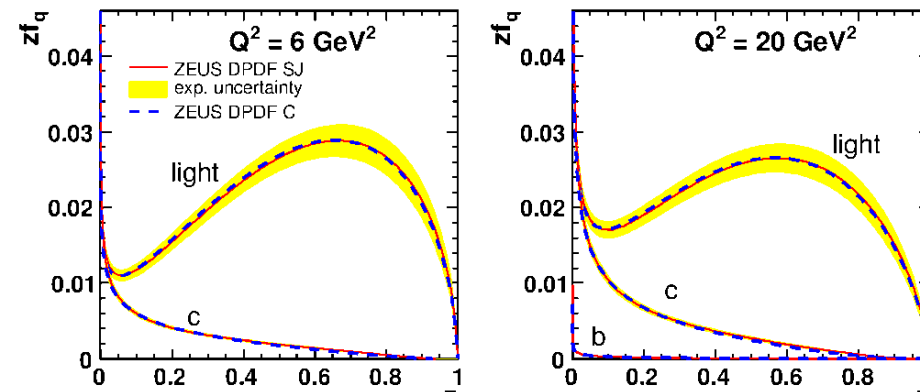 zf_q
Q² = 6 GeV²
ZEUS DPDF SJ
exp. uncertainty
ZEUS DPDF C
light
c
0.04
0.03
0.02
0.01
0
0 0.2 0.4 0.6 0.8 1
zf_q
Q² = 20 GeV²
light
c
b
0.04
0.03
0.02
0.01
0
0 0.2 0.4 0.6 0.8